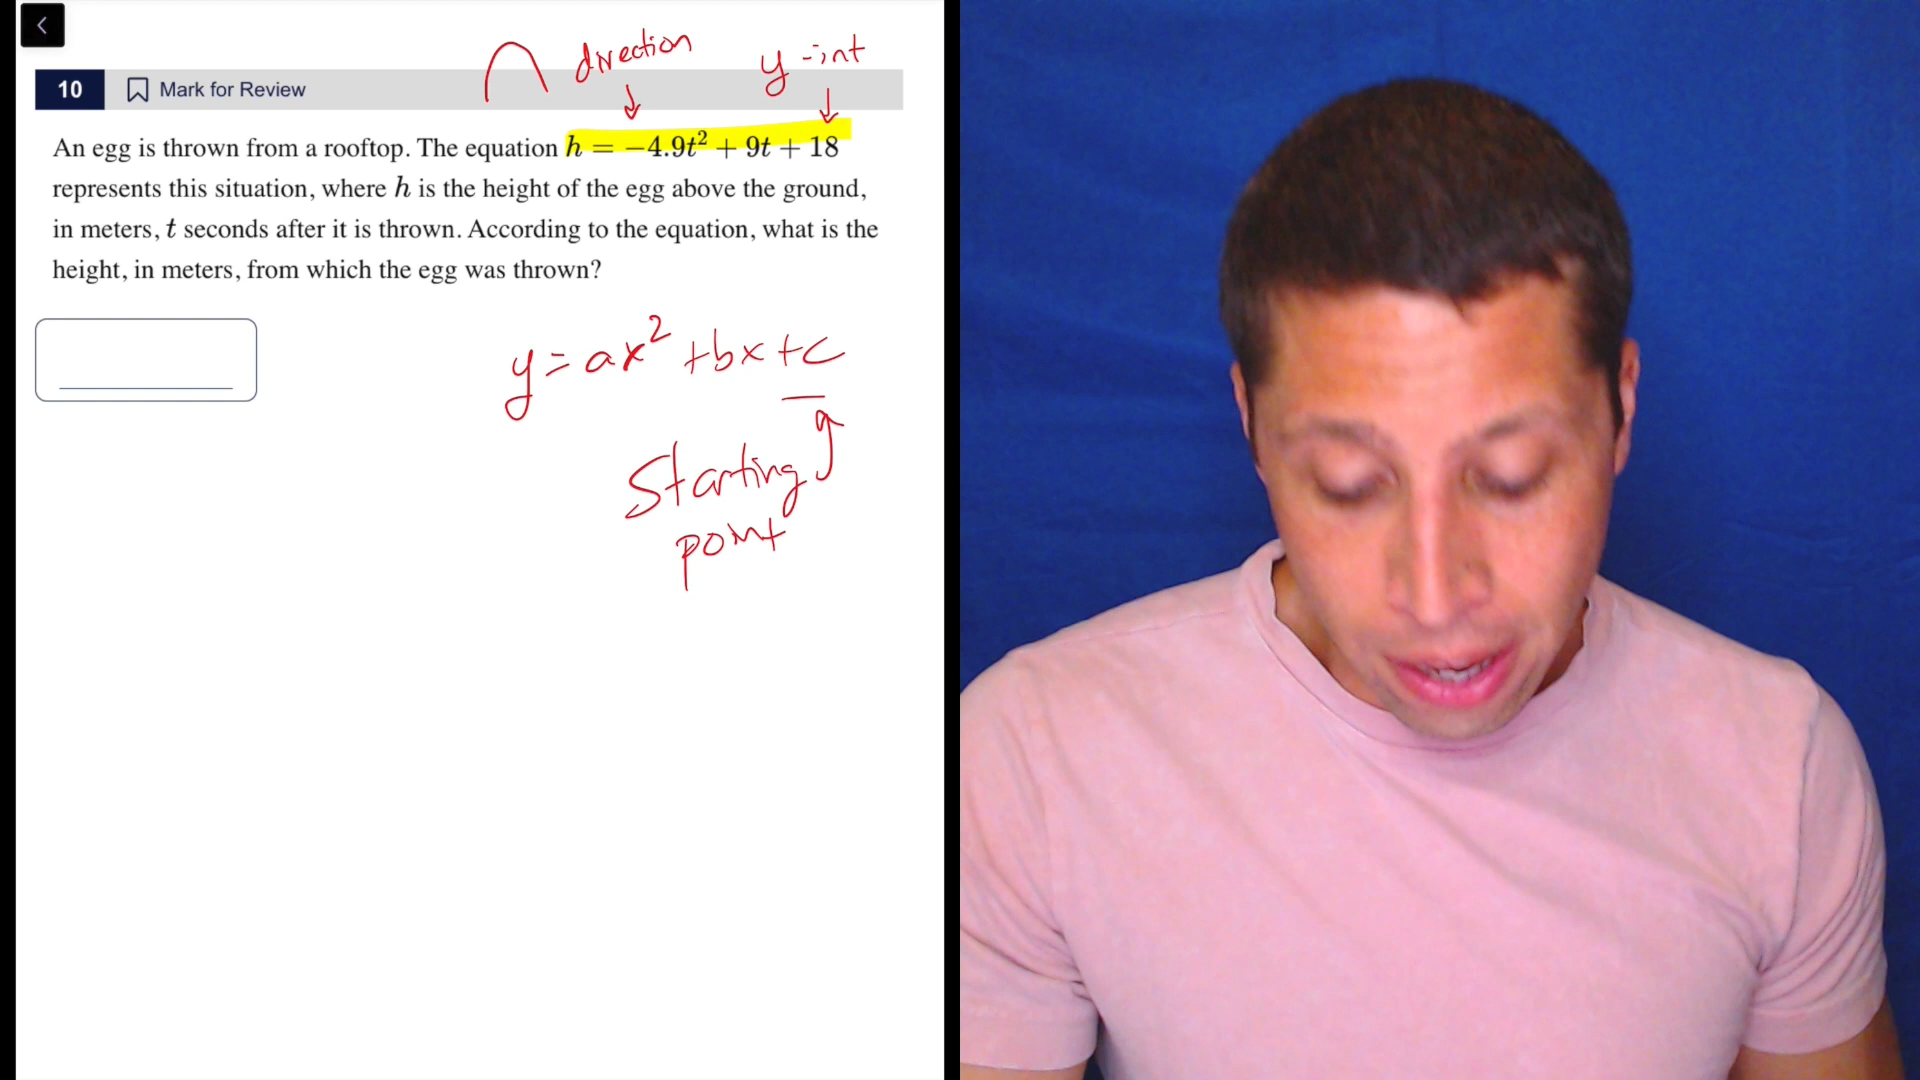 direction
y-int
10 Mark for Review
An egg is thrown from a rooftop. The equation h = −4.9t² + 9t + 18
represents this situation, where h is the height of the egg above the ground,
in meters, t seconds after it is thrown. According to the equation, what is the
height, in meters, from which the egg was thrown?
y = ax² + bx + c
Starting
point